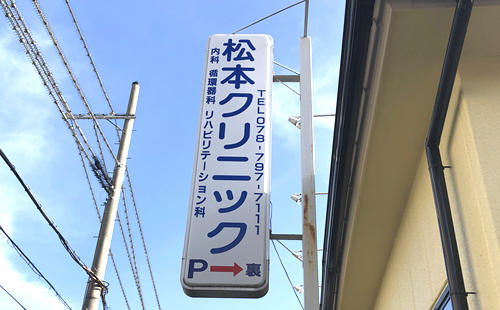 松本クリニック
TEL078-797-7111
内科 循環器科 リハビリテーション科
P→裏